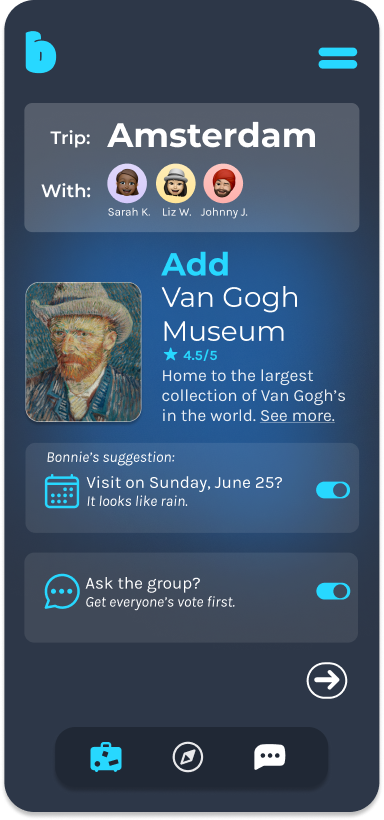 b
Trip: Amsterdam
With:
Sarah K. Liz W. Johnny J.
Add
Van Gogh
Museum
4.5/5
Home to the largest
collection of Van Gogh's
in the world. See more.
Bonnie's suggestion:
Visit on Sunday, June 25?
It looks like rain.
Ask the group?
Get everyone's vote first.